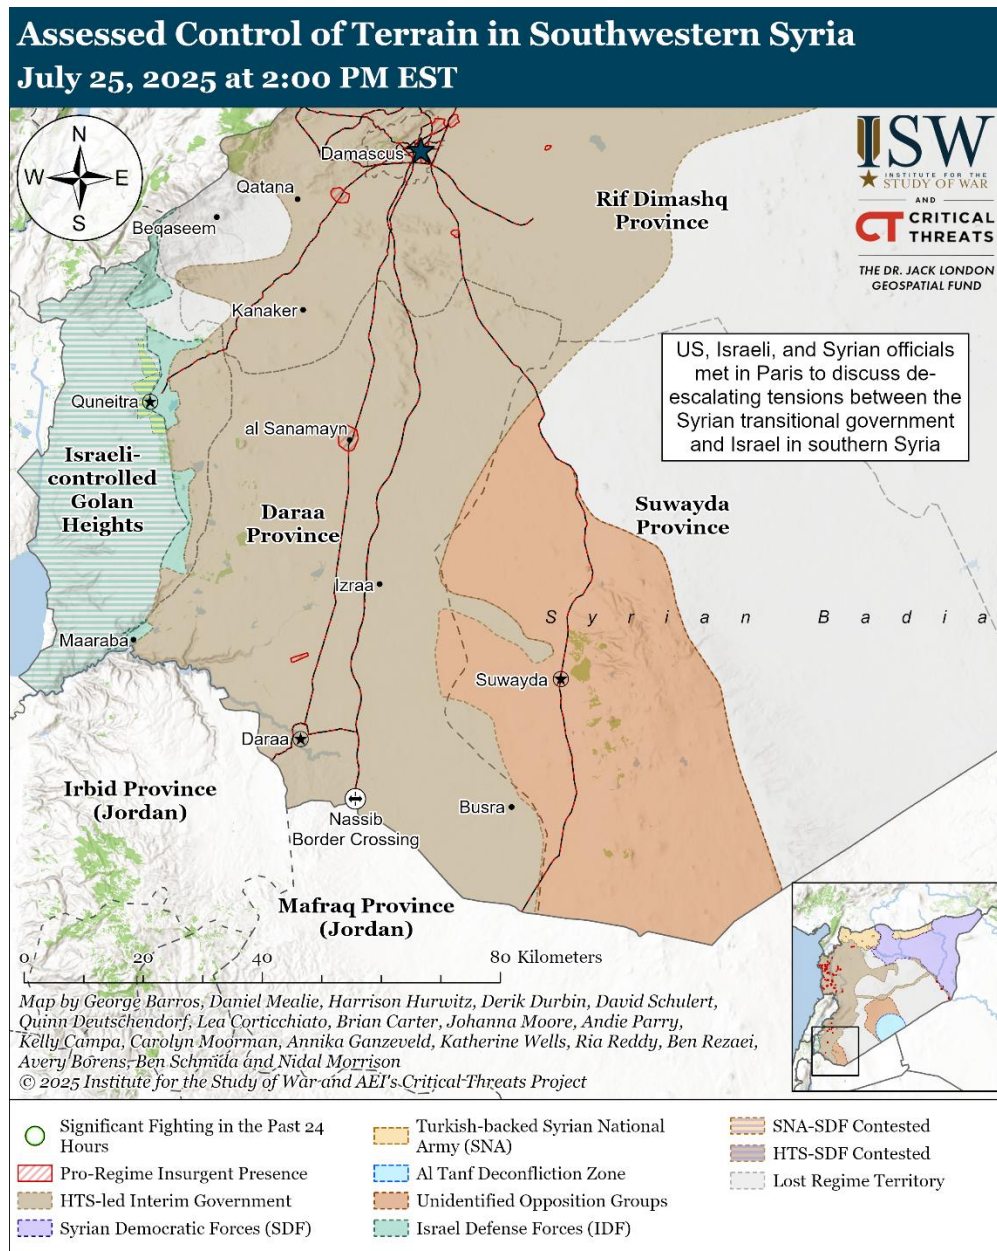 Assessed Control of Terrain in Southwestern Syria
July 25, 2025 at 2:00 PM EST
N
W
E
S
Damascus
Qatana
Beqaseem
Rif Dimashq
Province
ISW
INSTITUTE FOR THE
STUDY OF WAR
AND
CT CRITICAL
THREATS
THE DR. JACK LONDON
GEOSPATIAL FUND
Kanaker
US, Israeli, and Syrian officials
met in Paris to discuss de-
escalating tensions between the
Syrian transitional government
and Israel in southern Syria
Quneitra
al Sanamayn
Israeli-
controlled
Golan
Heights
Daraa
Province
Suwayda
Province
Izraa
Syrian Badia
Maaraba
Suwayda
Daraa
Irbid Province
(Jordan)
Nassib
Border Crossing
Busra
Mafraq Province
(Jordan)
0 20 40 80 Kilometers
Map by George Barros, Daniel Mealie, Harrison Hurwitz, Derik Durbin, David Schulert,
Quinn Deutschendorf, Lea Corticchiato, Brian Carter, Johanna Moore, Andie Parry,
Kelly Campa, Carolyn Moorman, Annika Ganzeveld, Katherine Wells, Ria Reddy, Ben Rezaei,
Avery Borens, Ben Schmida and Nidal Morrison
© 2025 Institute for the Study of War and AEI's Critical Threats Project
Significant Fighting in the Past 24
Hours
Pro-Regime Insurgent Presence
HTS-led Interim Government
Syrian Democratic Forces (SDF)
Turkish-backed Syrian National
Army (SNA)
Al Tanf Deconfliction Zone
Unidentified Opposition Groups
Israel Defense Forces (IDF)
SNA-SDF Contested
HTS-SDF Contested
Lost Regime Territory